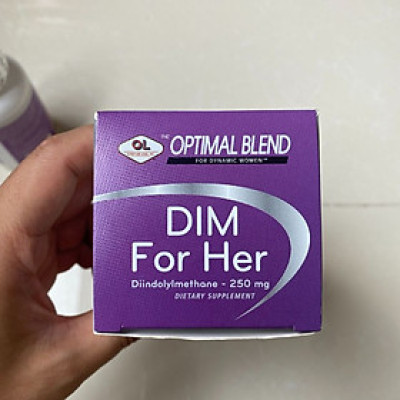 OL
THE OPTIMAL BLEND
FOR DYNAMIC WOMEN™
DIM
For Her
Diindolylmethane - 250 mg
DIETARY SUPPLEMENT